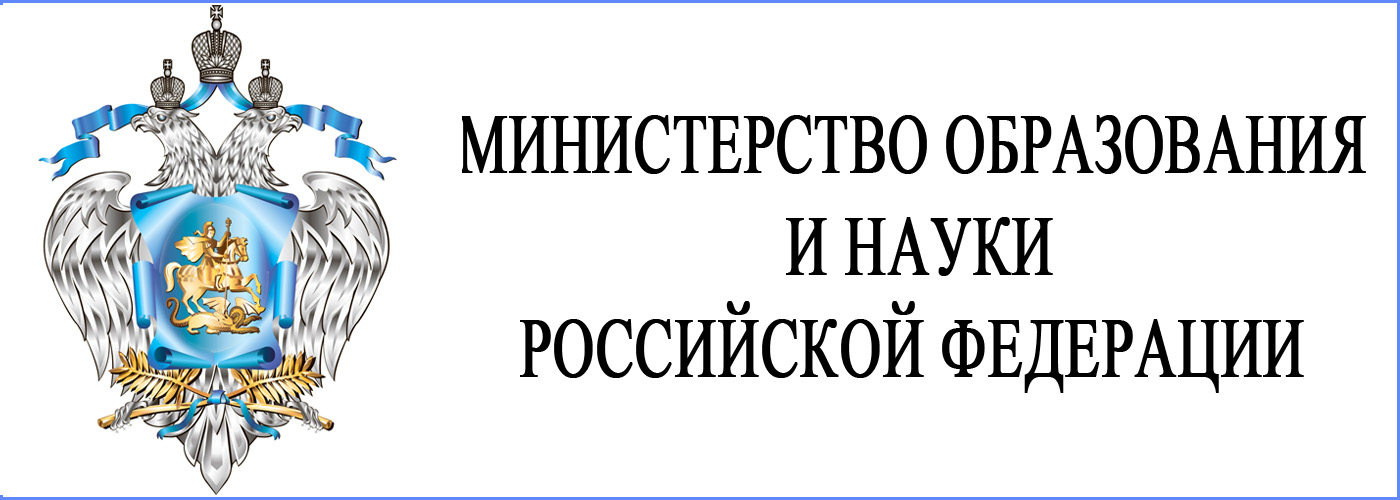 МИНИСТЕРСТВО ОБРАЗОВАНИЯ
И НАУКИ
РОССИЙСКОЙ ФЕДЕРАЦИИ